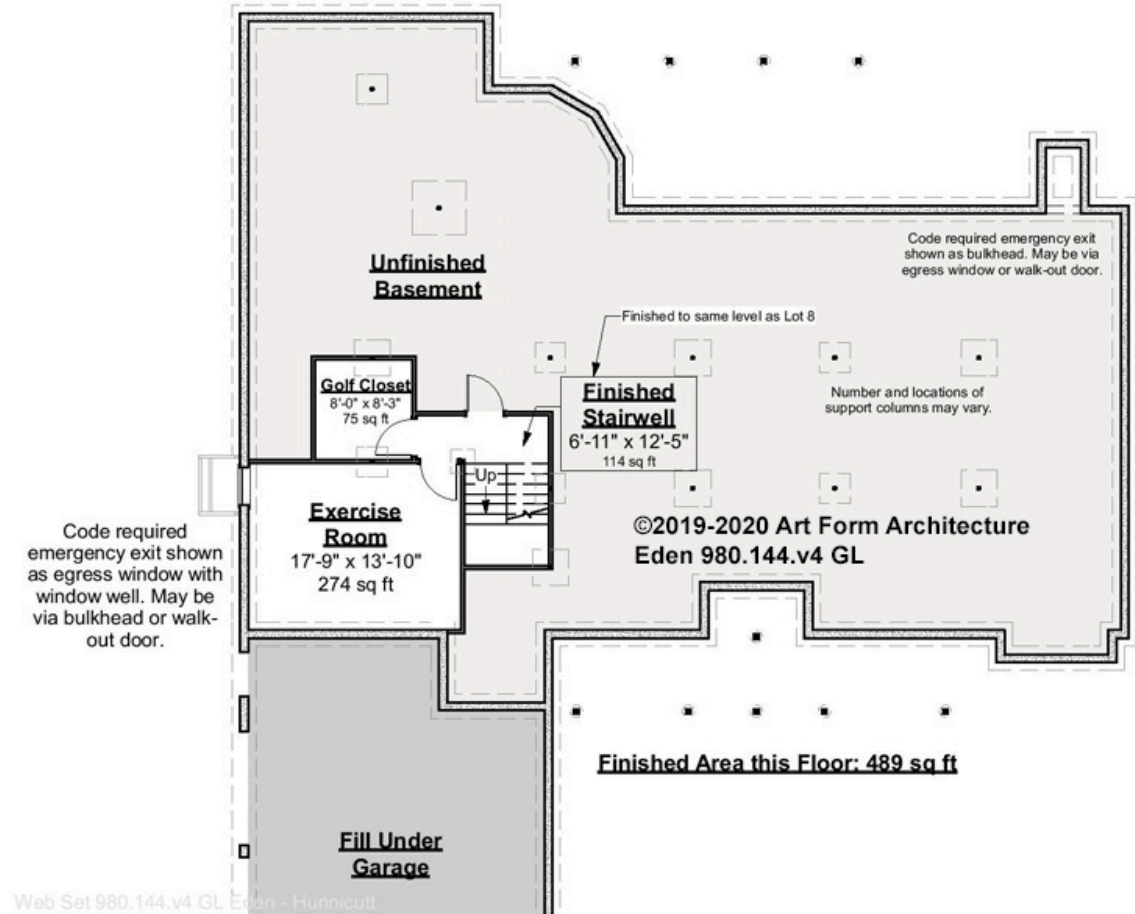 Unfinished
Basement
Code required emergency exit
shown as bulkhead. May be via
egress window or walk-out door.
Finished to same level as Lot 8
Golf Closet
8'-0" x 8'-3"
75 sq ft
Finished
Stairwell
6'-11" x 12'-5"
114 sq ft
Number and locations of
support columns may vary.
Up
Exercise
Room
17'-9" x 13'-10"
274 sq ft
©2019-2020 Art Form Architecture
Eden 980.144.v4 GL
Code required
emergency exit shown
as egress window with
window well. May be
via bulkhead or walk-
out door.
Finished Area this Floor: 489 sq ft
Fill Under
Garage
Web Set 980.144.v4 GL Eden - Hunnicutt